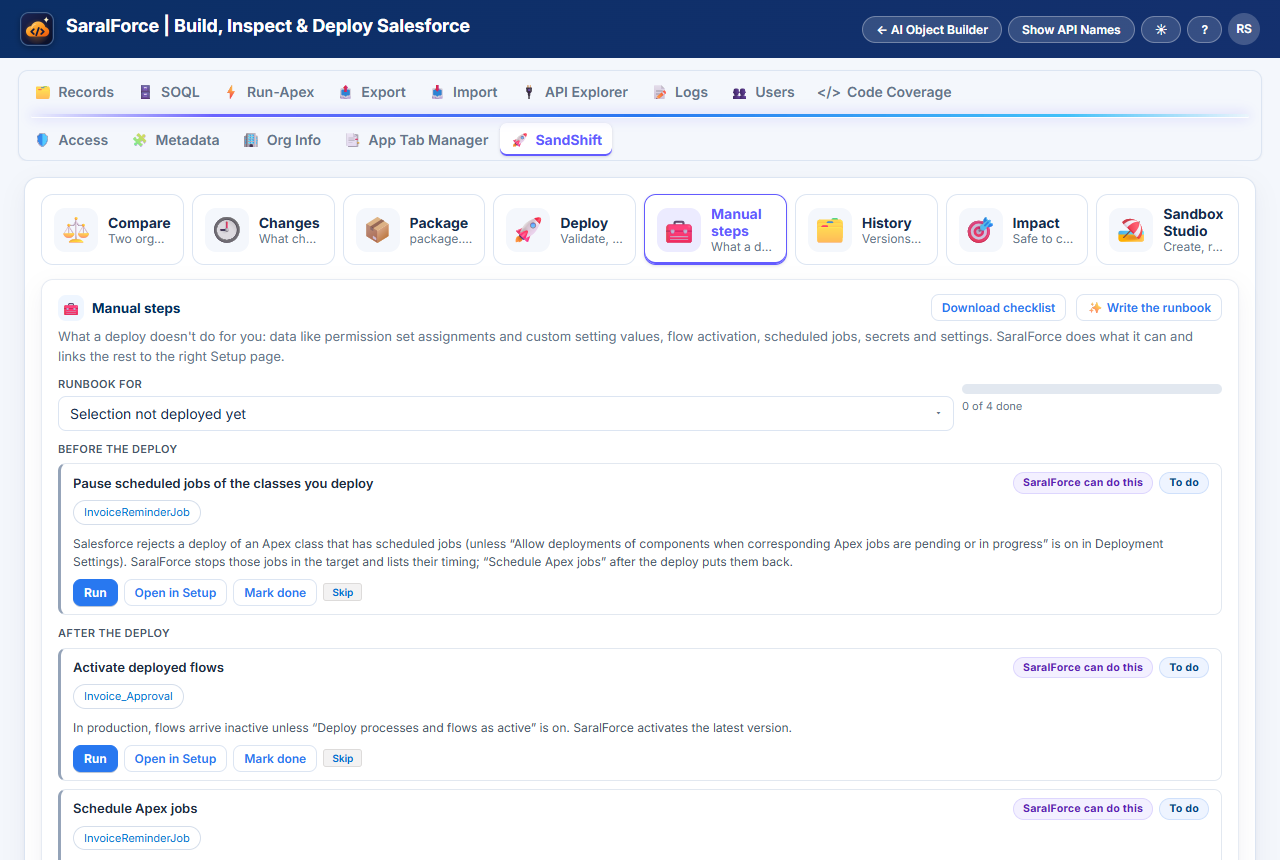 SaralForce | Build, Inspect & Deploy Salesforce
← AI Object Builder
Show API Names
?
RS
Records
SOQL
Run-Apex
Export
Import
API Explorer
Logs
Users
</> Code Coverage
Access
Metadata
Org Info
App Tab Manager
SandShift
Compare
Two org...
Changes
What ch...
Package
package....
Deploy
Validate, ...
Manual
steps
What a d...
History
Versions...
Impact
Safe to c...
Sandbox
Studio
Create, r...
Manual steps
Download checklist
Write the runbook
What a deploy doesn't do for you: data like permission set assignments and custom setting values, flow activation, scheduled jobs, secrets and settings. SaralForce does what it can and
links the rest to the right Setup page.
RUNBOOK FOR
Selection not deployed yet
0 of 4 done
BEFORE THE DEPLOY
Pause scheduled jobs of the classes you deploy
SaralForce can do this
To do
InvoiceReminderJob
Salesforce rejects a deploy of an Apex class that has scheduled jobs (unless “Allow deployments of components when corresponding Apex jobs are pending or in progress” is on in Deployment
Settings). SaralForce stops those jobs in the target and lists their timing; “Schedule Apex jobs” after the deploy puts them back.
Run
Open in Setup
Mark done
Skip
AFTER THE DEPLOY
Activate deployed flows
SaralForce can do this
To do
Invoice_Approval
In production, flows arrive inactive unless “Deploy processes and flows as active” is on. SaralForce activates the latest version.
Run
Open in Setup
Mark done
Skip
Schedule Apex jobs
SaralForce can do this
To do
InvoiceReminderJob